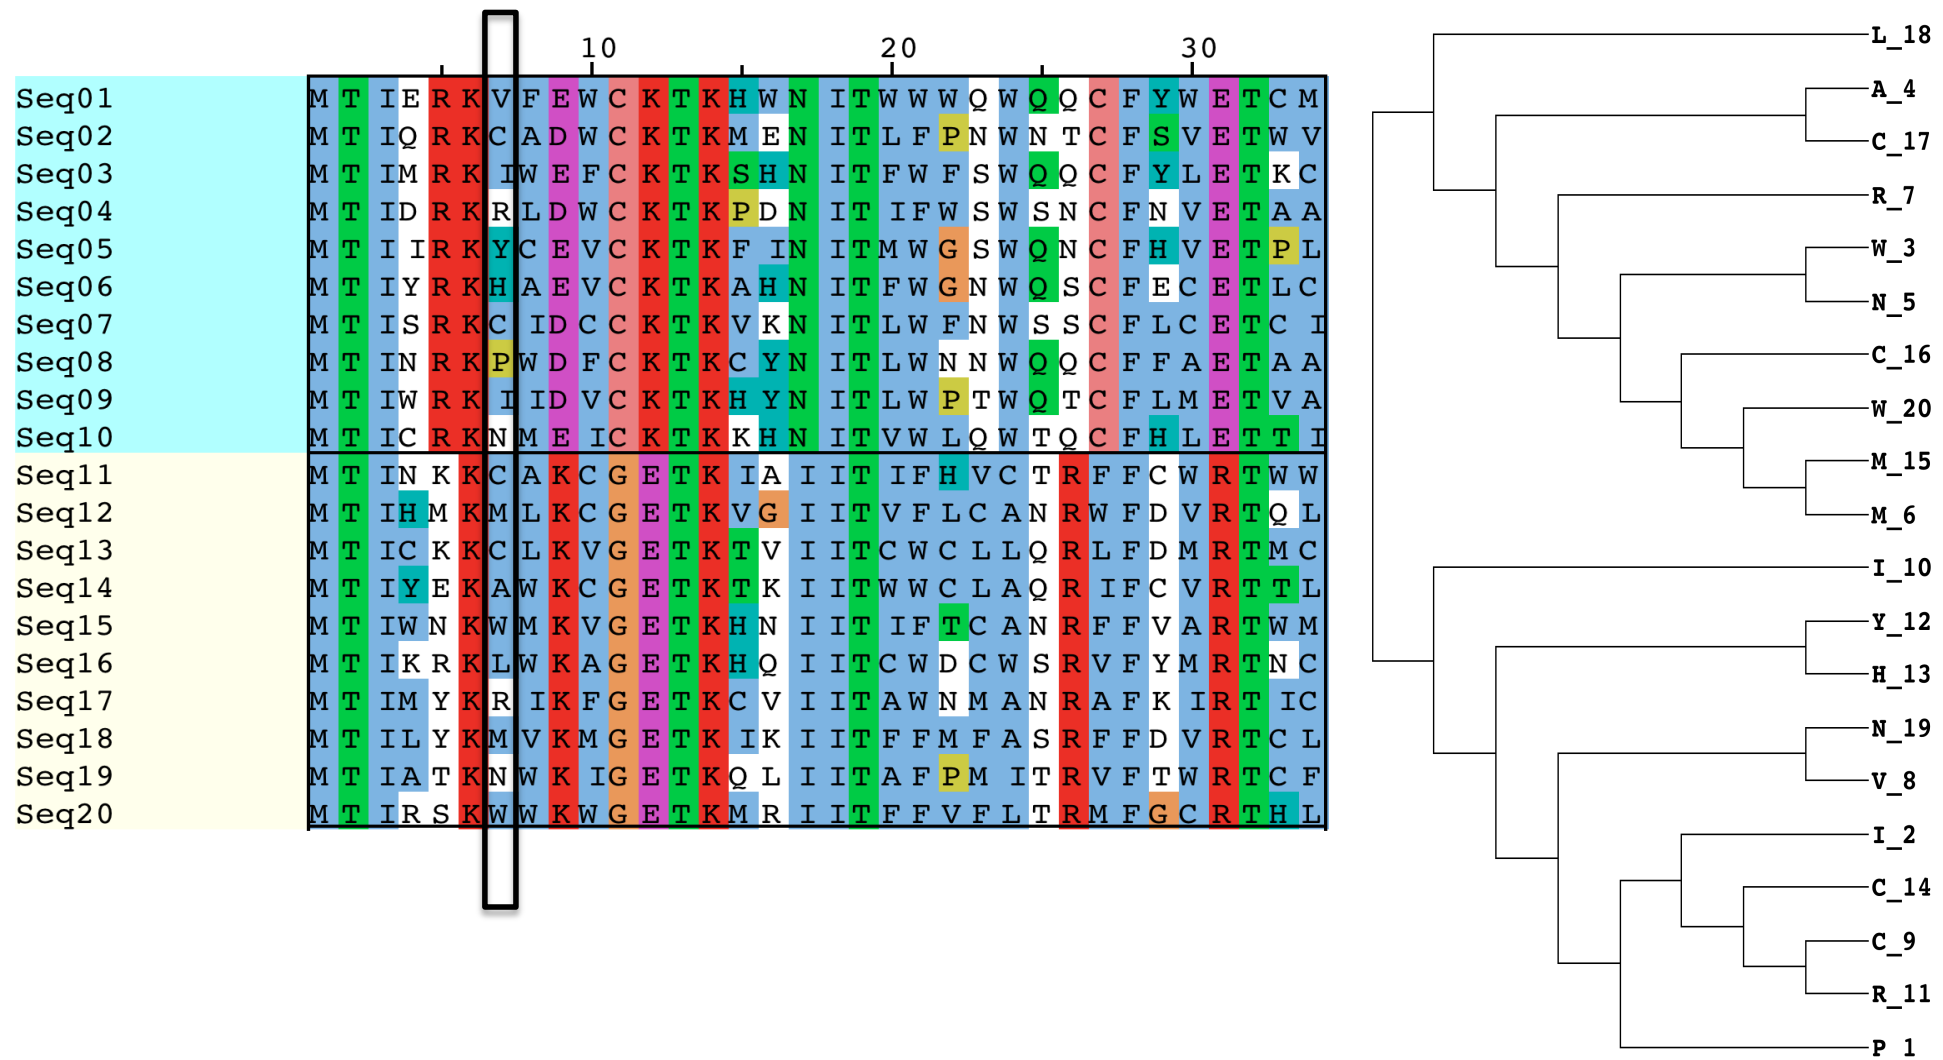 10 20 30
Seq01 M T I E R K V F E W C K T K H W N I T W W W Q W Q Q C F Y W E T C M
Seq02 M T I Q R K C A D W C K T K M E N I T L F P N W N T C F S V E T W V
Seq03 M T I M R K I W E F C K T K S H N I T F W F S W Q Q C F Y L E T K C
Seq04 M T I D R K R L D W C K T K P D N I T I F W S W S N C F N V E T A A
Seq05 M T I I R K Y C E V C K T K F I N I T M W G S W Q N C F H V E T P L
Seq06 M T I Y R K H A E V C K T K A H N I T F W G N W Q S C F E C E T L C
Seq07 M T I S R K C I D C C K T K V K N I T L W F N W S S C F L C E T C I
Seq08 M T I N R K P W D F C K T K C Y N I T L W N N W Q Q C F F A E T A A
Seq09 M T I W R K I I D V C K T K H Y N I T L W P T W Q T C F L M E T V A
Seq10 M T I C R K N M E I C K T K K H N I T V W L Q W T Q C F H L E T T I
Seq11 M T I N K K C A K C G E T K I A I I T I F H V C T R F F C W R T W W
Seq12 M T I H M K M L K C G E T K V G I I T V F L C A N R W F D V R T Q L
Seq13 M T I C K K C L K V G E T K T V I I T C W C L L Q R L F D M R T M C
Seq14 M T I Y E K A W K C G E T K T K I I T W W C L A Q R I F C V R T T L
Seq15 M T I W N K W M K V G E T K H N I I T I F T C A N R F F V A R T W M
Seq16 M T I K R K L W K A G E T K H Q I I T C W D C W S R V F Y M R T N C
Seq17 M T I M Y K R I K F G E T K C V I I T A W N M A N R A F K I R T I C
Seq18 M T I L Y K M V K M G E T K I K I I T F F M F A S R F F D V R T C L
Seq19 M T I A T K N W K I G E T K Q L I I T A F P M I T R V F T W R T C F
Seq20 M T I R S K W W K W G E T K M R I I T F F V F L T R M F G C R T H L
L_18
A_4
C_17
R_7
W_3
N_5
C_16
W_20
M_15
M_6
I_10
Y_12
H_13
N_19
V_8
I_2
C_14
C_9
R_11
P_1